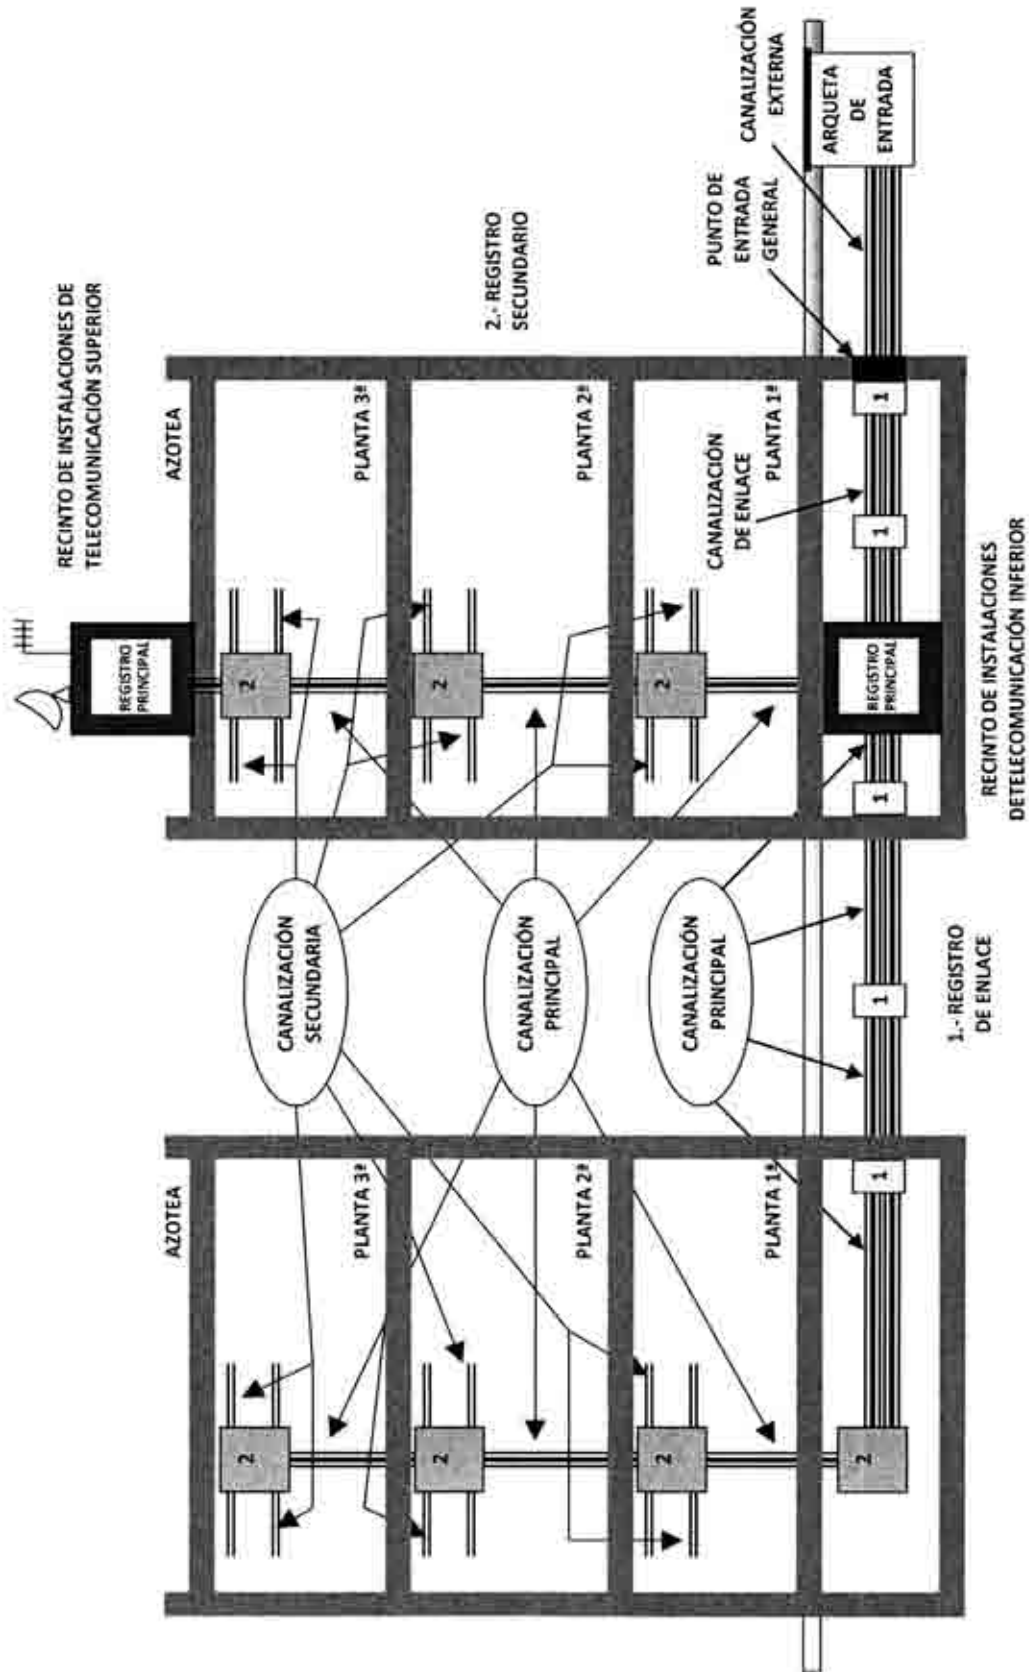 RECINTO DE INSTALACIONES DE
TELECOMUNICACIÓN SUPERIOR
REGISTRO
PRINCIPAL
AZOTEA
AZOTEA
2
2
CANALIZACIÓN
SECUNDARIA
PLANTA 3ª
PLANTA 3ª
2.- REGISTRO
SECUNDARIO
2
2
CANALIZACIÓN
PRINCIPAL
PLANTA 2ª
PLANTA 2ª
2
2
CANALIZACIÓN
DE ENLACE
CANALIZACIÓN
PRINCIPAL
PLANTA 1ª
PLANTA 1ª
PUNTO DE
ENTRADA
GENERAL
CANALIZACIÓN
EXTERNA
2
1
1
1
REGISTRO
PRINCIPAL
1
1
ARQUETA
DE
ENTRADA
1.- REGISTRO
DE ENLACE
RECINTO DE INSTALACIONES
DETELECOMUNICACIÓN INFERIOR